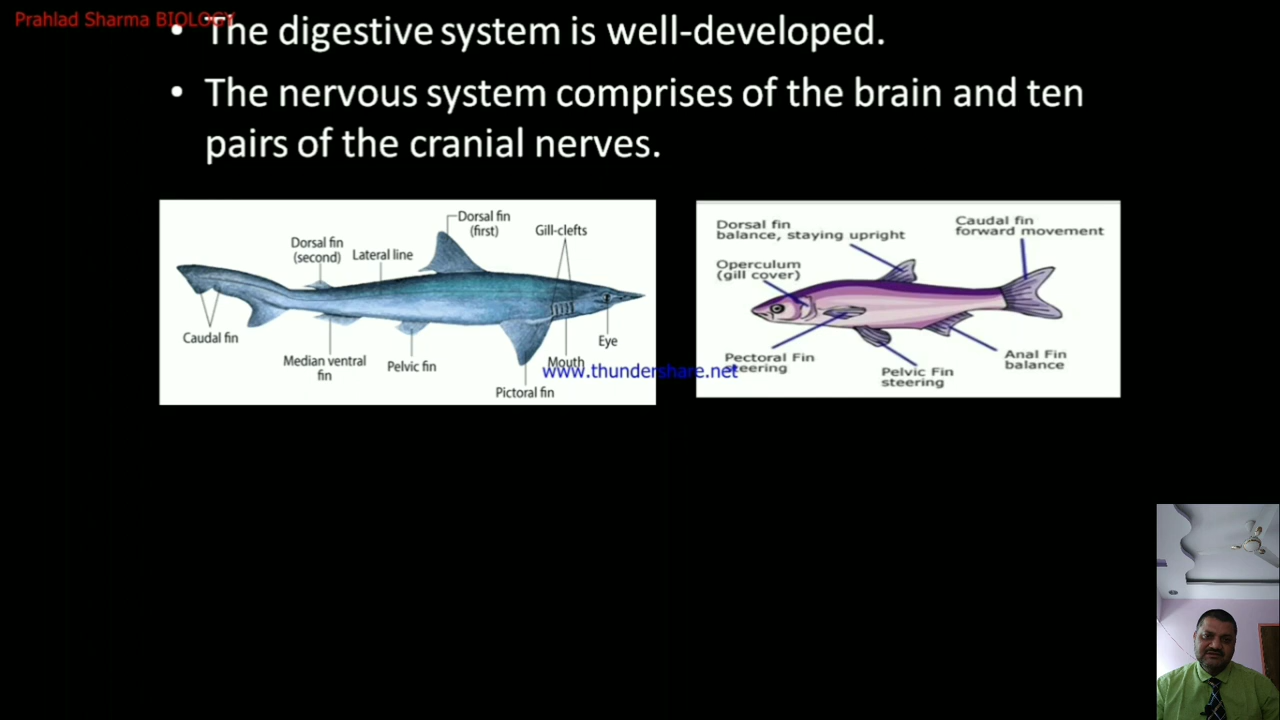 Prahlad Sharma BIOLOGY
• The digestive system is well-developed.
• The nervous system comprises of the brain and ten
pairs of the cranial nerves.
Dorsal fin
(first)
Gill-clefts
Dorsal fin
(second)
Lateral line
Caudal fin
Median ventral
fin
Pelvic fin
Eye
Mouth
Pictoral fin
www.thundershare.net
Dorsal fin
balance, staying upright
Caudal fin
forward movement
Operculum
(gill cover)
Pectoral Fin
steering
Pelvic Fin
steering
Anal Fin
balance